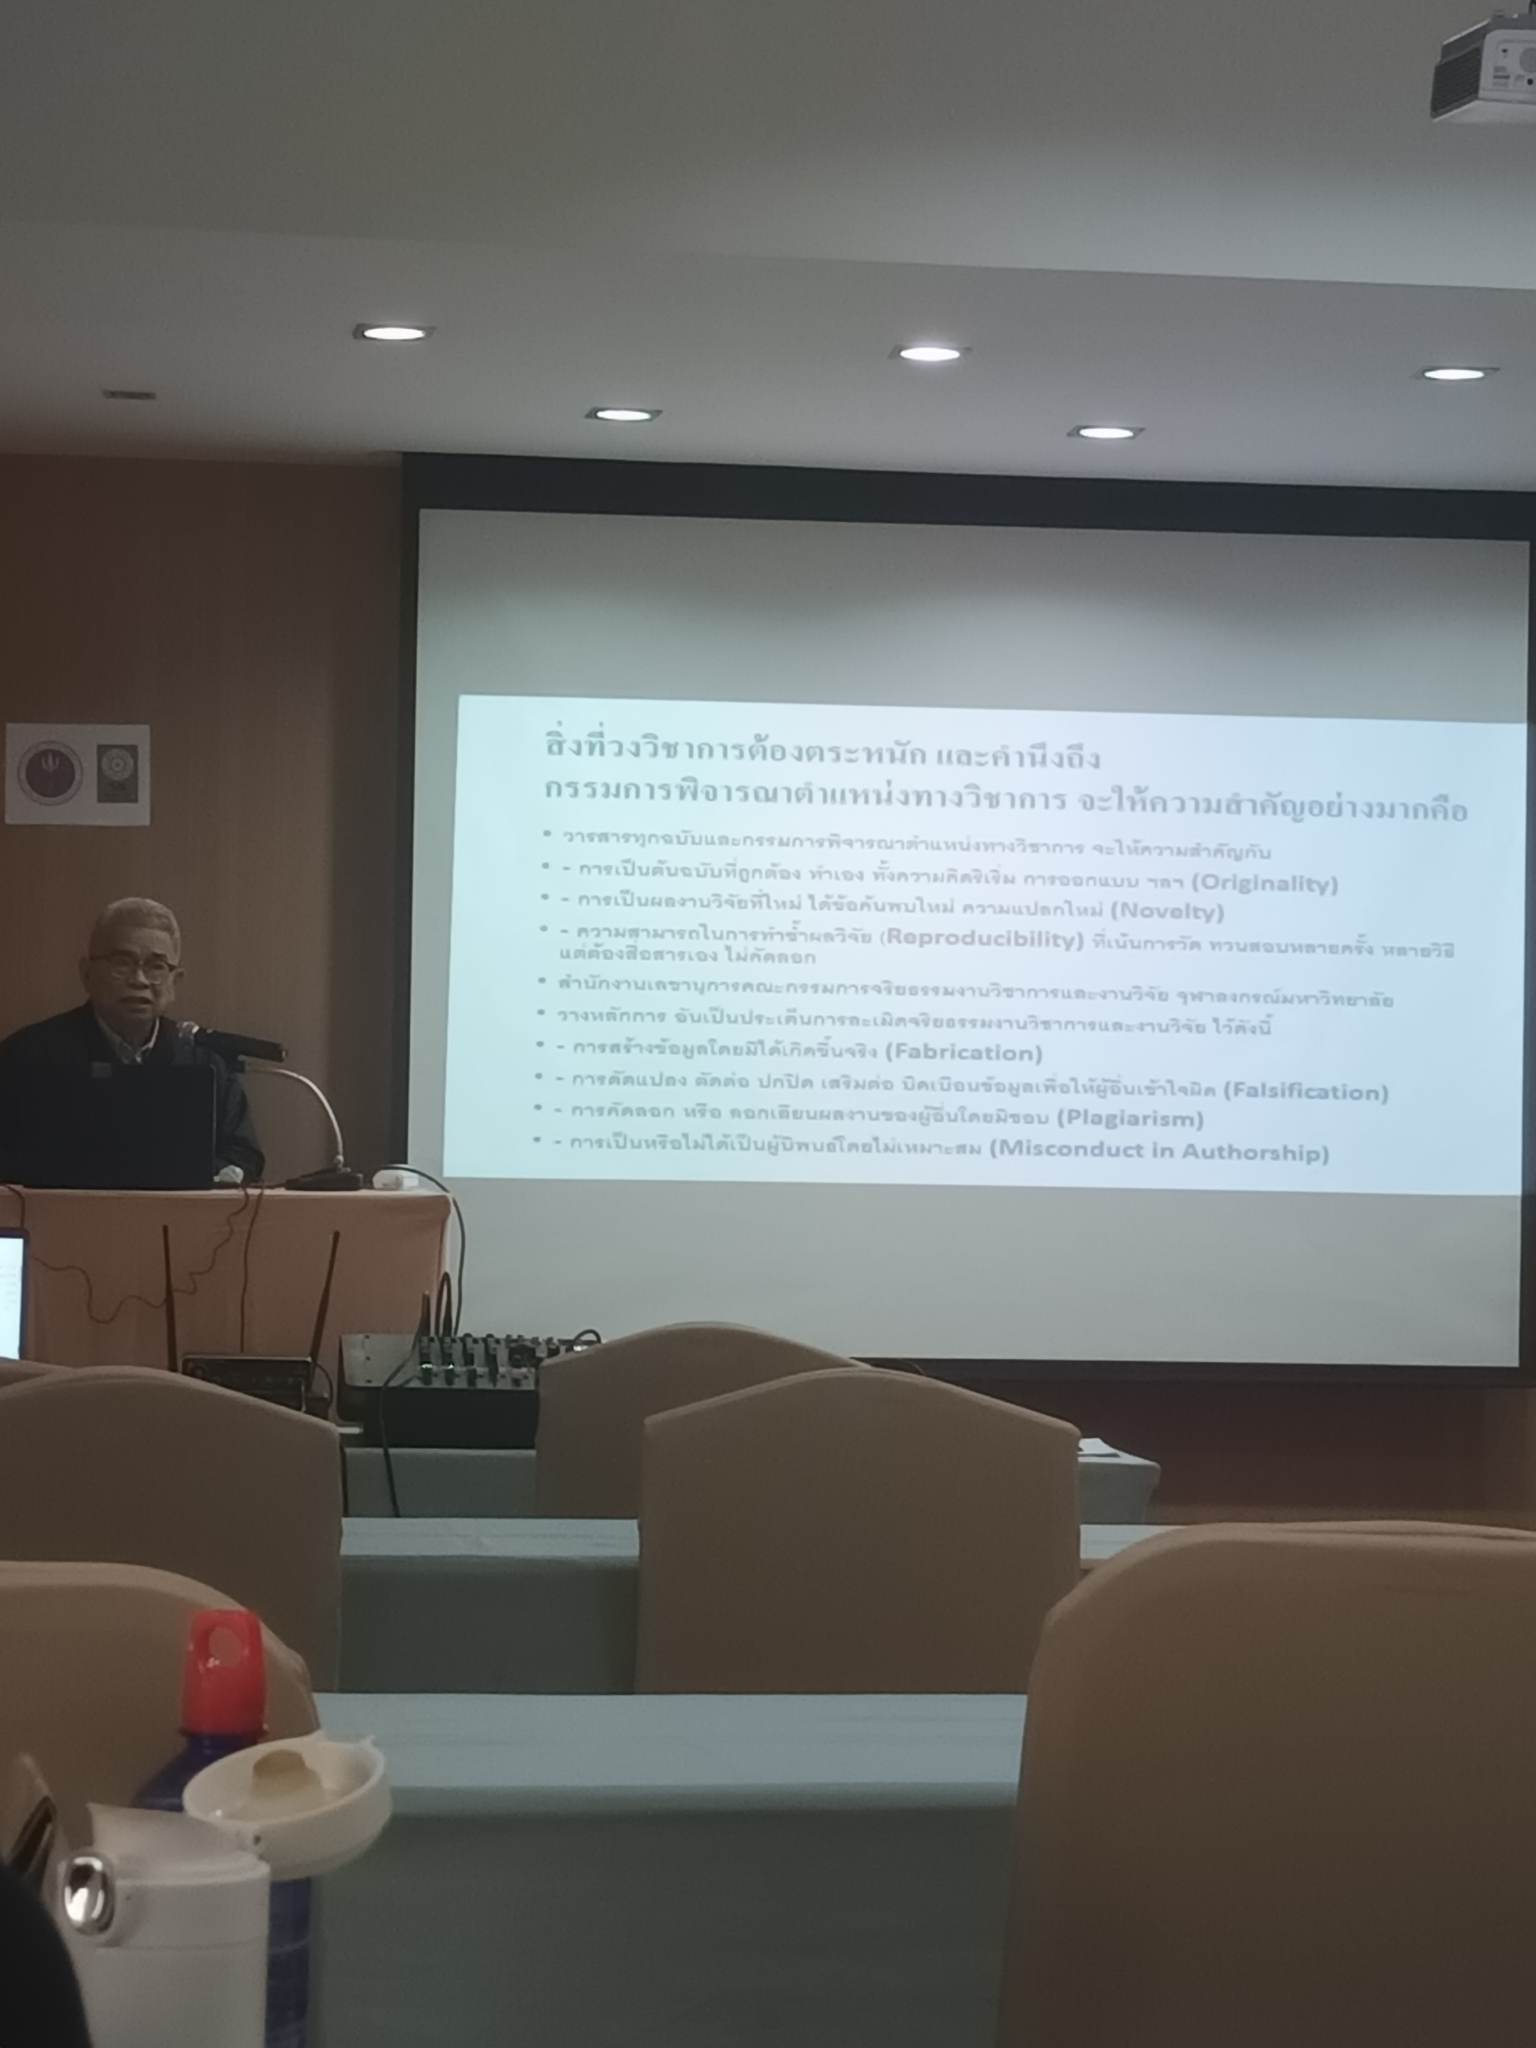 สิ่งที่วงวิชาการต้องตระหนัก และคำนึงถึง
กรรมการพิจารณาตำแหน่งทางวิชาการ จะให้ความสำคัญอย่างมากคือ
• วารสารทุกฉบับและกรรมการพิจารณาตำแหน่งทางวิชาการ จะให้ความสำคัญกับ
• - การเป็นต้นฉบับที่ถูกต้อง ทำเอง ทั้งความคิดริเริ่ม การออกแบบ ฯลฯ (Originality)
• - การเป็นผลงานวิจัยที่ใหม่ ได้ข้อค้นพบใหม่ ความแปลกใหม่ (Novelty)
• - ความสามารถในการทำซ้ำผลวิจัย (Reproducibility) ที่เน้นการวัด ทวนสอบหลายครั้ง หลายวิธี
แต่ต้องสื่อสารเอง ไม่คัดลอก
• สำนักงานเลขานุการคณะกรรมการจริยธรรมงานวิชาการและงานวิจัย จุฬาลงกรณ์มหาวิทยาลัย
• วางหลักการ อันเป็นประเด็นการละเมิดจริยธรรมงานวิชาการและงานวิจัย ไว้ดังนี้
• - การสร้างข้อมูลโดยมิได้เกิดขึ้นจริง (Fabrication)
• - การดัดแปลง ตัดต่อ ปกปิด เสริมต่อ บิดเบือนข้อมูลเพื่อให้ผู้อื่นเข้าใจผิด (Falsification)
• - การคัดลอก หรือ ลอกเลียนผลงานของผู้อื่นโดยมิชอบ (Plagiarism)
• - การเป็นหรือไม่ได้เป็นผู้นิพนธ์โดยไม่เหมาะสม (Misconduct in Authorship)